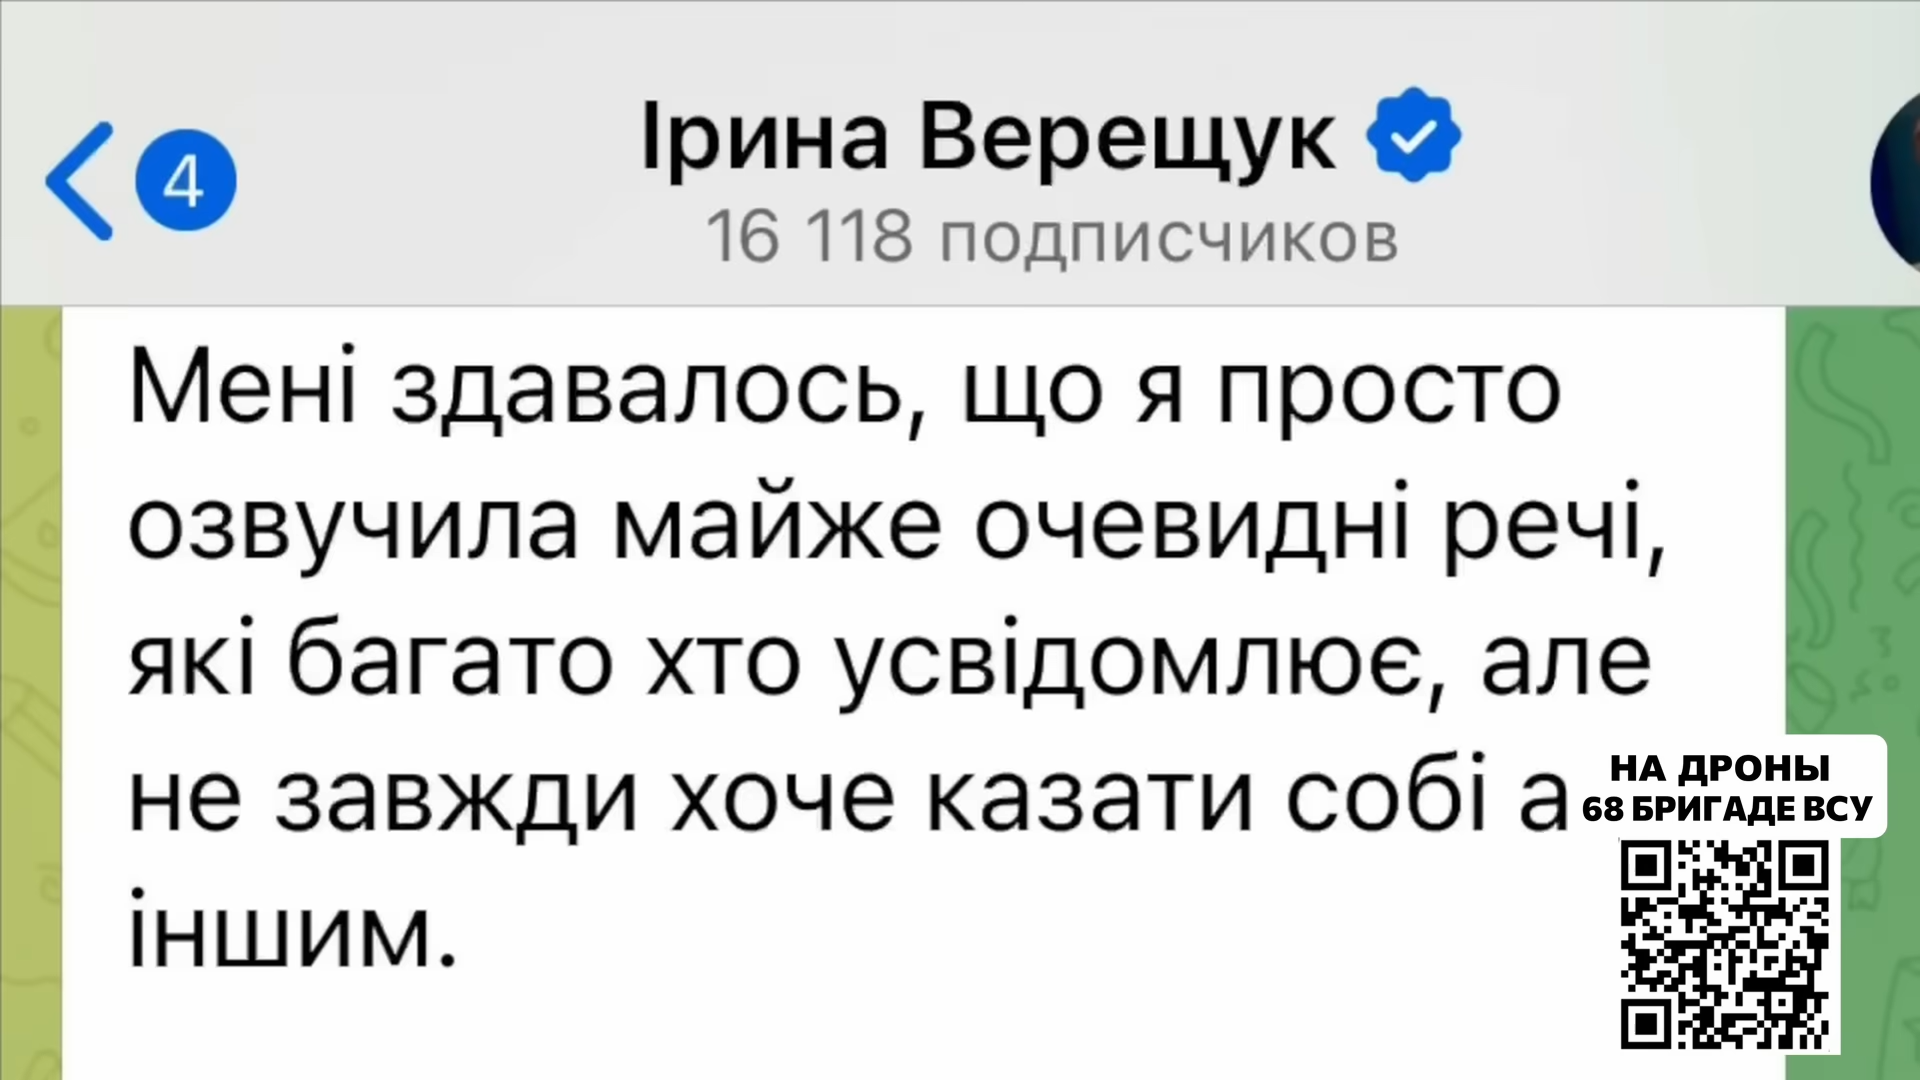 4
Ірина Верещук
16 118 подписчиков
Мені здавалось, що я просто
озвучила майже очевидні речі,
які багато хто усвідомлює, але
не завжди хоче казати собі а
іншим.
НА ДРОНЫ
68 БРИГАДЕ ВСУ